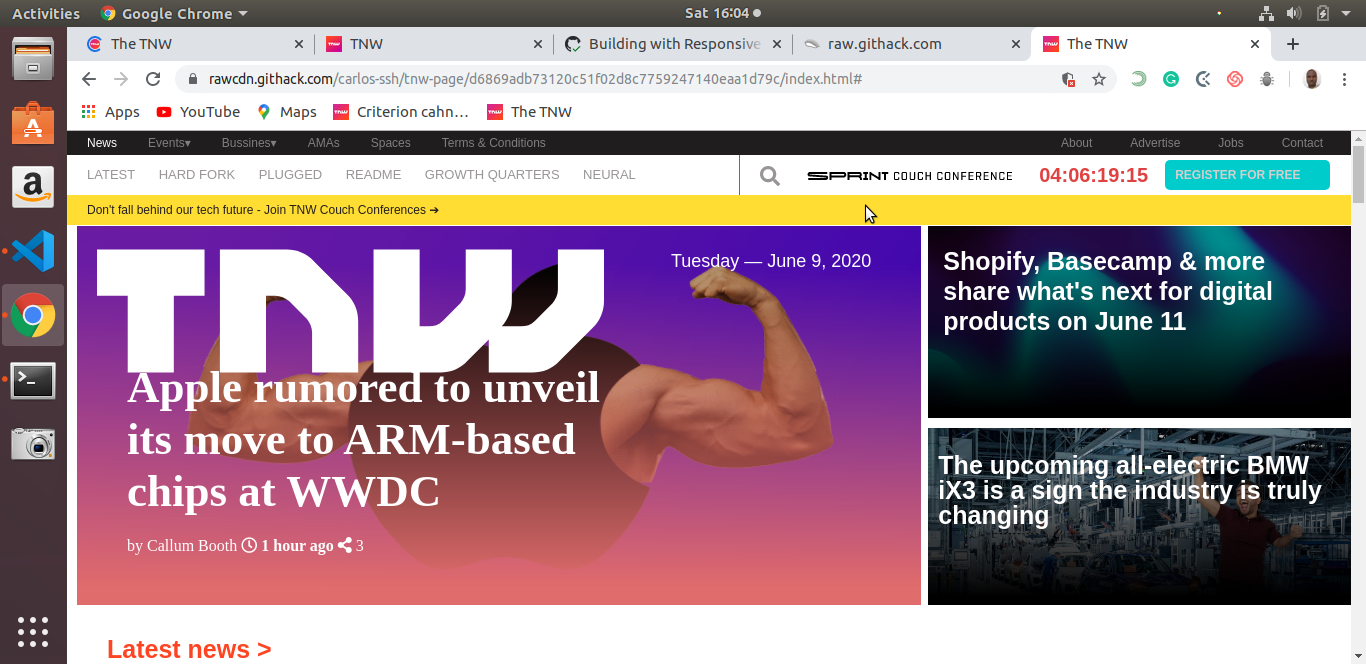 Activities Google Chrome Sat 16:04
The TNW TNW Building with Responsive raw.githack.com The TNW
rawcdn.githack.com/carlos-ssh/tnw-page/d6869adb73120c51f02d8c7759247140eaa1d79c/index.html#
Apps YouTube Maps Criterion cahn… The TNW
News Events▾ Bussines▾ AMAs Spaces Terms & Conditions About Advertise Jobs Contact
LATEST HARD FORK PLUGGED README GROWTH QUARTERS NEURAL SPRINT COUCH CONFERENCE 04:06:19:15 REGISTER FOR FREE
Don't fall behind our tech future - Join TNW Couch Conferences ➔
TNW
Tuesday — June 9, 2020
Apple rumored to unveil
its move to ARM-based
chips at WWDC
by Callum Booth 1 hour ago 3
Shopify, Basecamp & more
share what's next for digital
products on June 11
The upcoming all-electric BMW
iX3 is a sign the industry is truly
changing
Latest news >